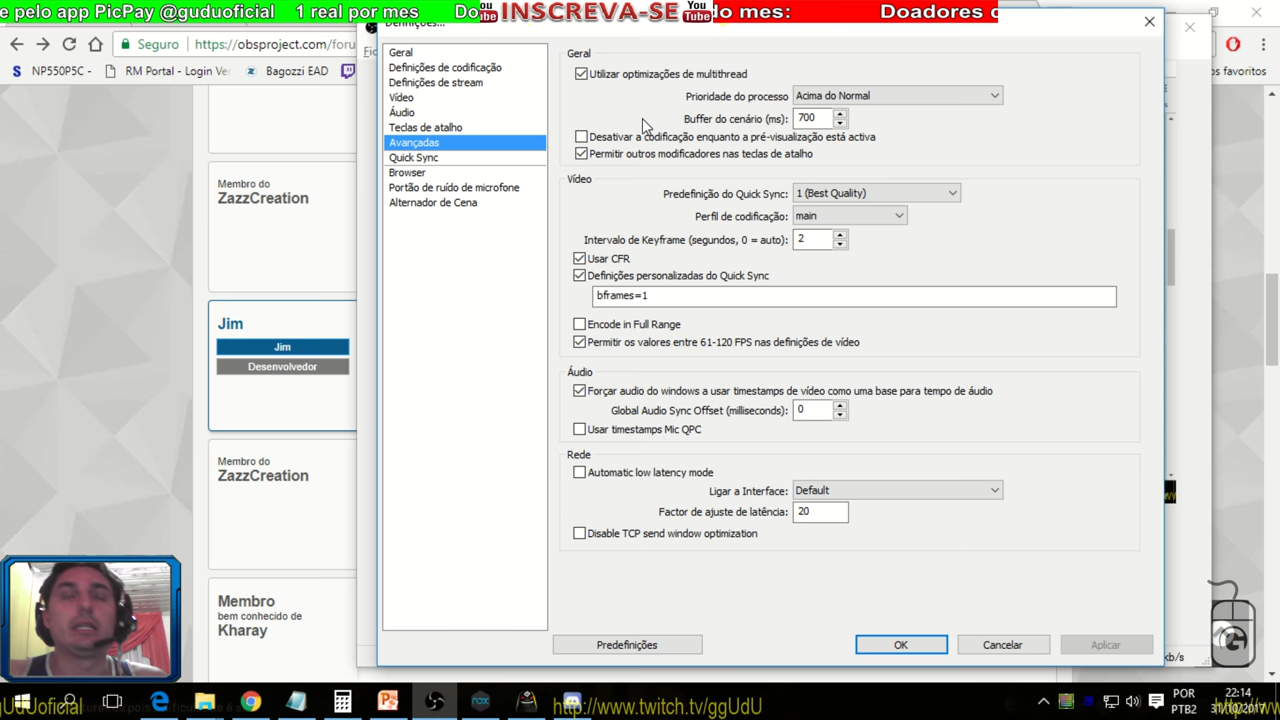 e pelo app PicPay @guduoficial 1 real por mes Do
INSCREVA-SE
You
Tube
do mes: Doadores
Seguro
https://obsproject.com/foru
NP550P5C -
RM Portal - Login Ve
Bagozzi EAD
s favoritos
Definições...
Geral
Definições de codificação
Definições de stream
Vídeo
Áudio
Teclas de atalho
Avançadas
Quick Sync
Browser
Portão de ruído de microfone
Alternador de Cena
Geral
Utilizar optimizações de multithread
Prioridade do processo Acima do Normal
Buffer do cenário (ms): 700
Desativar a codificação enquanto a pré-visualização está activa
Permitir outros modificadores nas teclas de atalho
Vídeo
Predefinição do Quick Sync: 1 (Best Quality)
Perfil de codificação: main
Intervalo de Keyframe (segundos, 0 = auto): 2
Usar CFR
Definições personalizadas do Quick Sync
bframes=1
Encode in Full Range
Permitir os valores entre 61-120 FPS nas definições de vídeo
Áudio
Forçar audio do windows a usar timestamps de vídeo como uma base para tempo de áudio
Global Audio Sync Offset (milliseconds): 0
Usar timestamps Mic QPC
Rede
Automatic low latency mode
Ligar a Interface: Default
Factor de ajuste de latência: 20
Disable TCP send window optimization
Predefinições
OK
Cancelar
Aplicar
Membro do
ZazzCreation
Jim
Jim
Desenvolvedor
Membro do
ZazzCreation
Membro
bem conhecido de
Kharay
kb/s
http://www.twitch.tv/ggUdU
POR
PTB2
22:14
31/10/2017